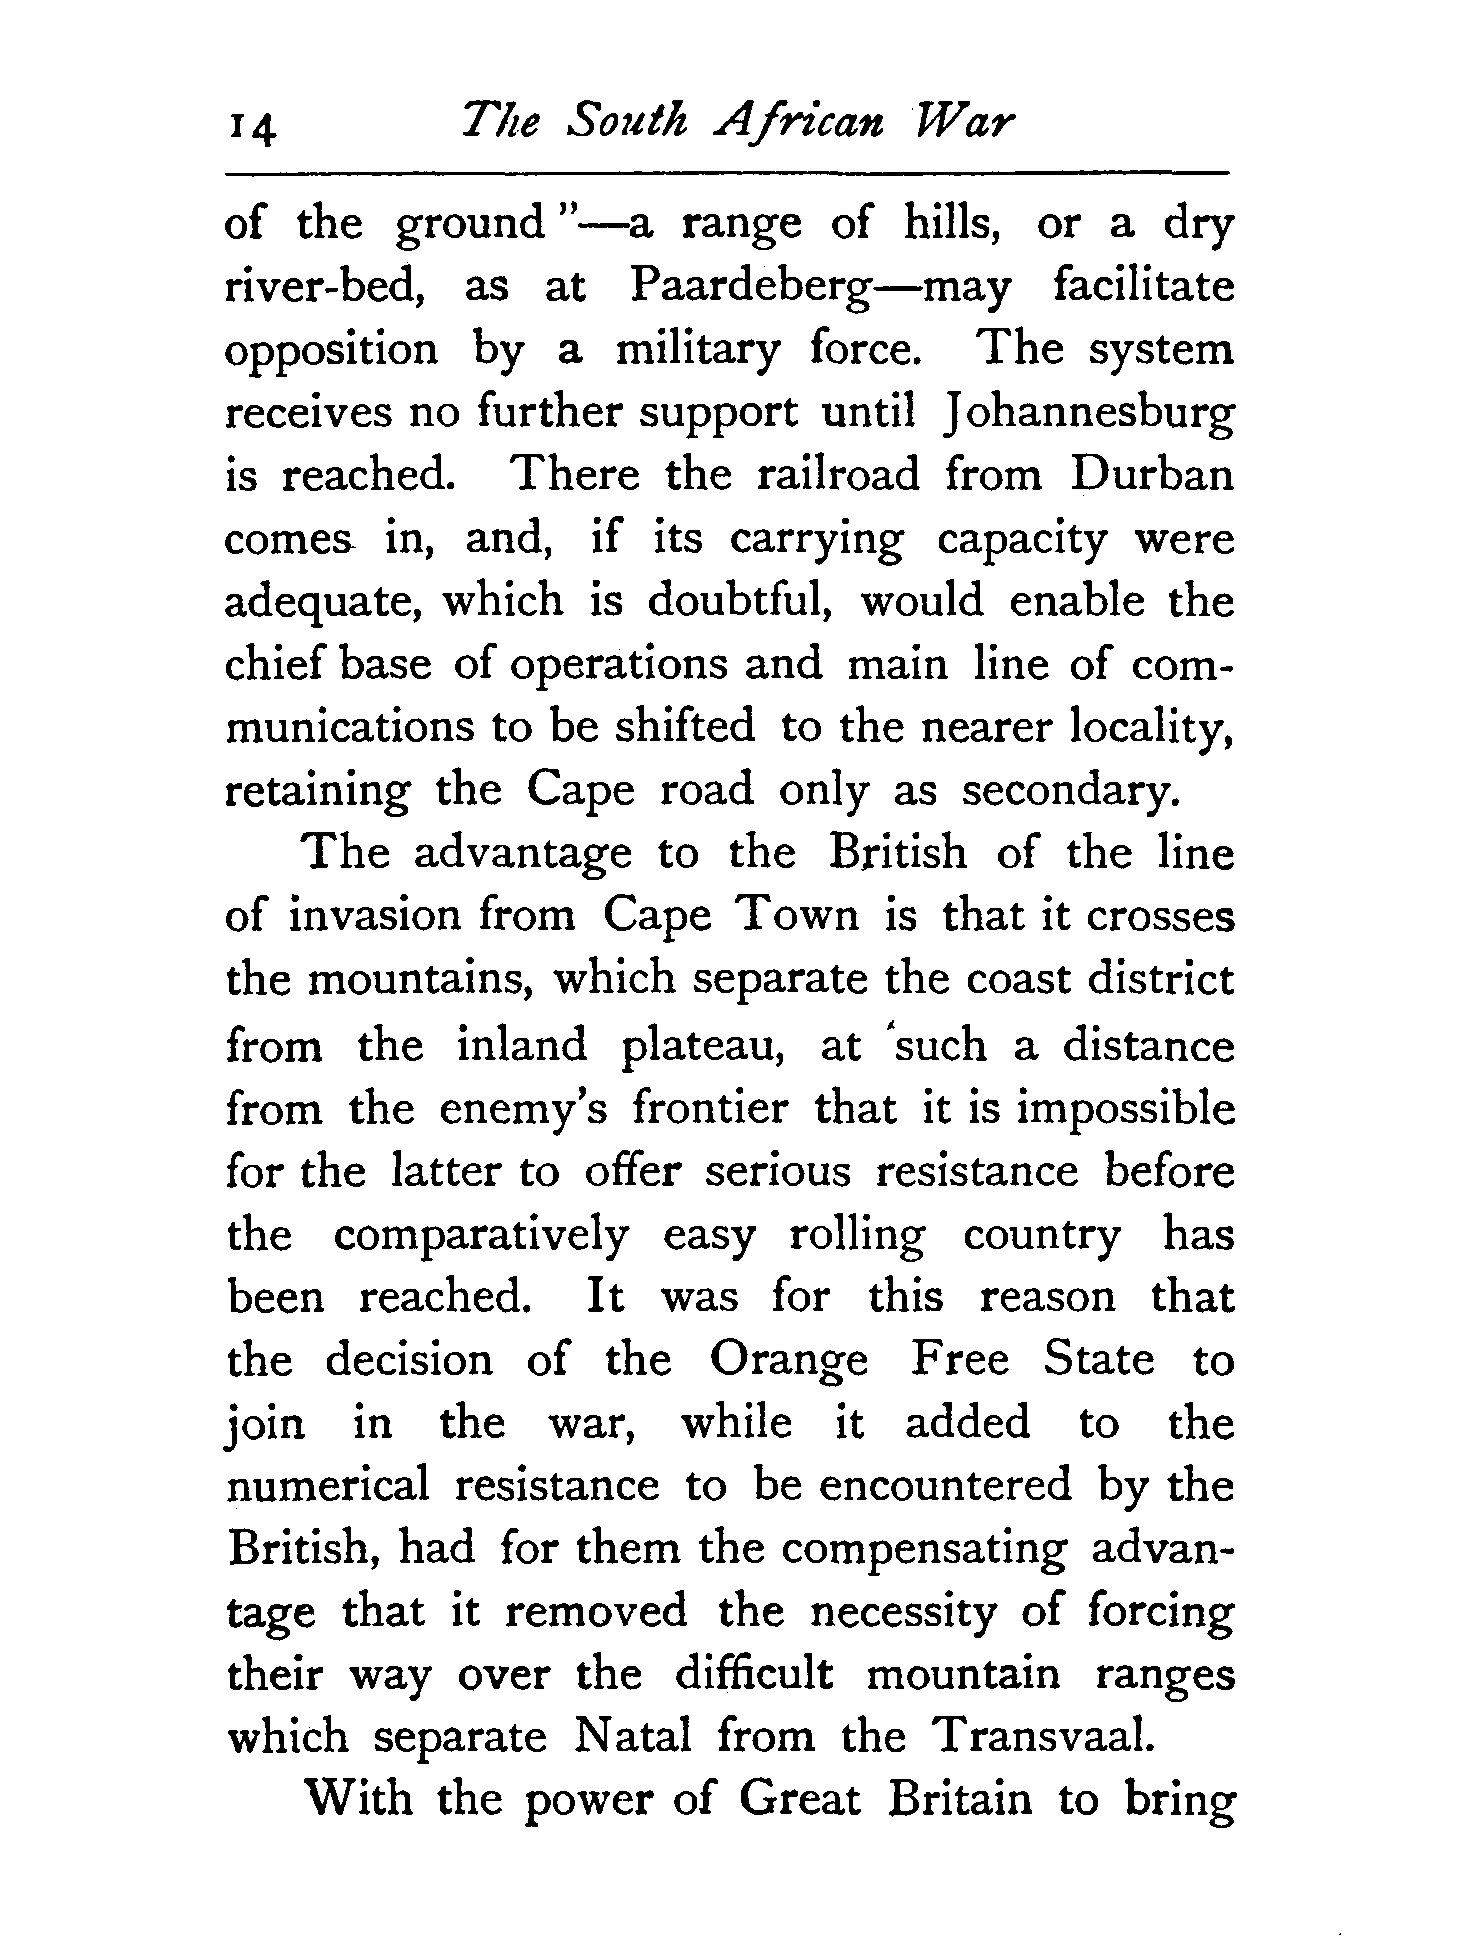 14 The South African War
of the ground"—a range of hills, or a dry
river-bed, as at Paardeberg—may facilitate
opposition by a military force. The system
receives no further support until Johannesburg
is reached. There the railroad from Durban
comes in, and, if its carrying capacity were
adequate, which is doubtful, would enable the
chief base of operations and main line of com-
munications to be shifted to the nearer locality,
retaining the Cape road only as secondary.
The advantage to the British of the line
of invasion from Cape Town is that it crosses
the mountains, which separate the coast district
from the inland plateau, at such a distance
from the enemy's frontier that it is impossible
for the latter to offer serious resistance before
the comparatively easy rolling country has
been reached. It was for this reason that
the decision of the Orange Free State to
join in the war, while it added to the
numerical resistance to be encountered by the
British, had for them the compensating advan-
tage that it removed the necessity of forcing
their way over the difficult mountain ranges
which separate Natal from the Transvaal.
With the power of Great Britain to bring